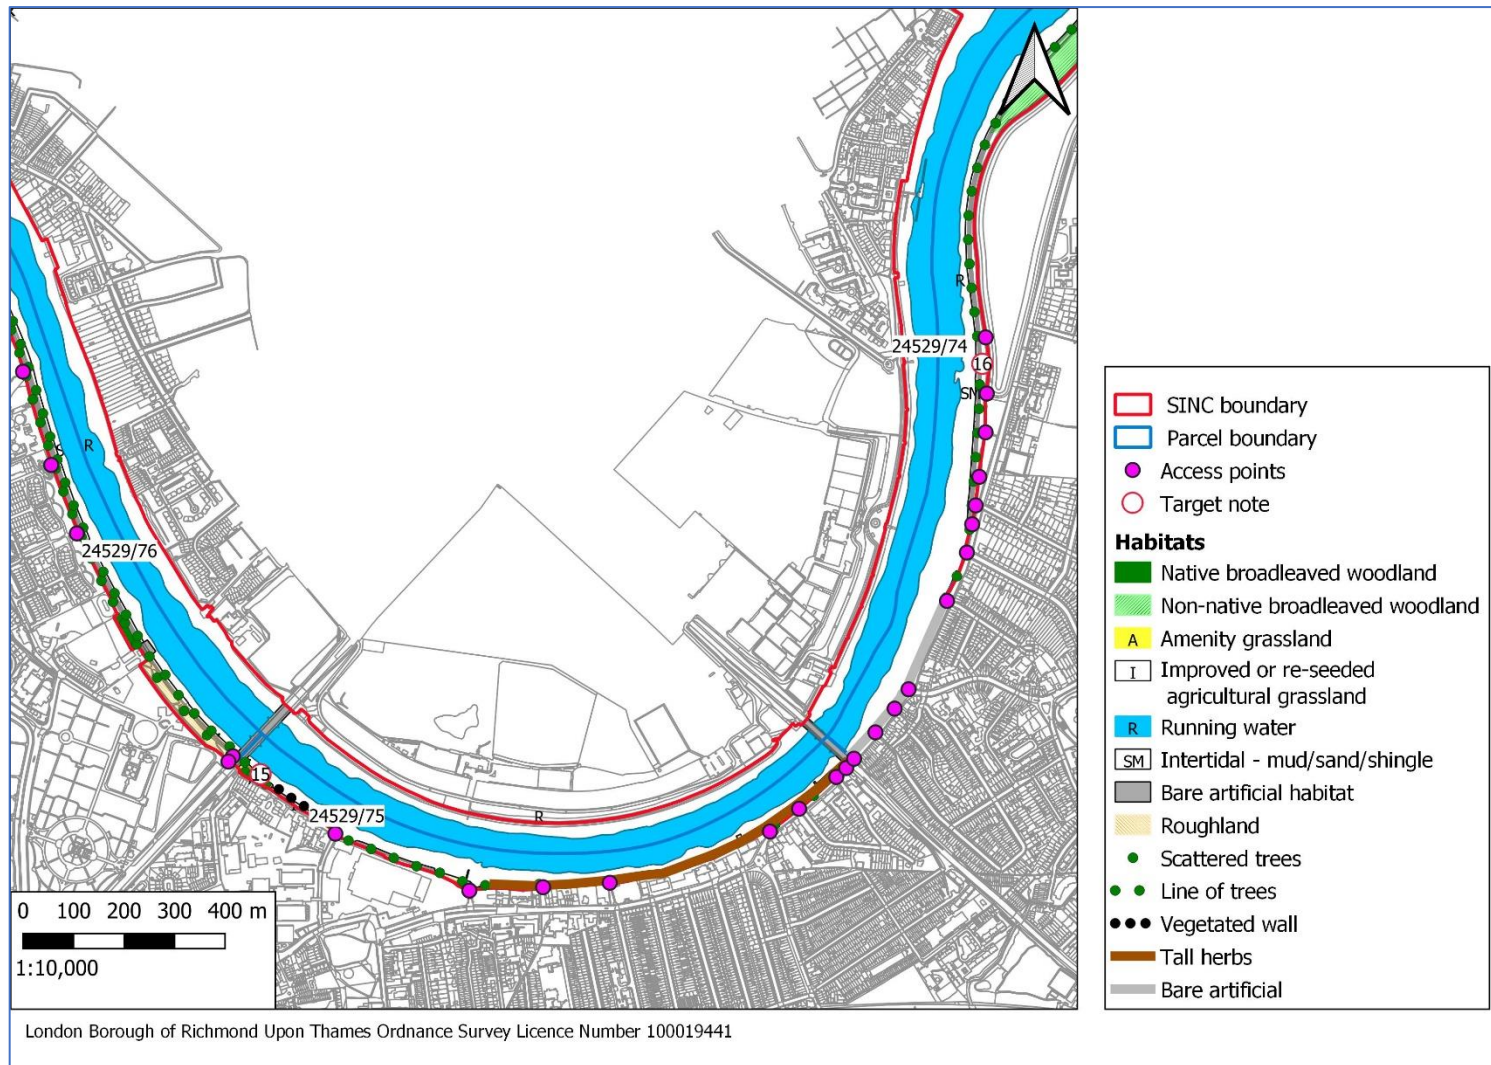 24529/74
R
16
SM
R
S
24529/76
15
24529/75
R
0 100 200 300 400 m
1:10,000
SINC boundary
Parcel boundary
Access points
Target note
Habitats
Native broadleaved woodland
Non-native broadleaved woodland
A Amenity grassland
I Improved or re-seeded
agricultural grassland
R Running water
SM Intertidal - mud/sand/shingle
Bare artificial habitat
Roughland
Scattered trees
Line of trees
Vegetated wall
Tall herbs
Bare artificial
London Borough of Richmond Upon Thames Ordnance Survey Licence Number 100019441